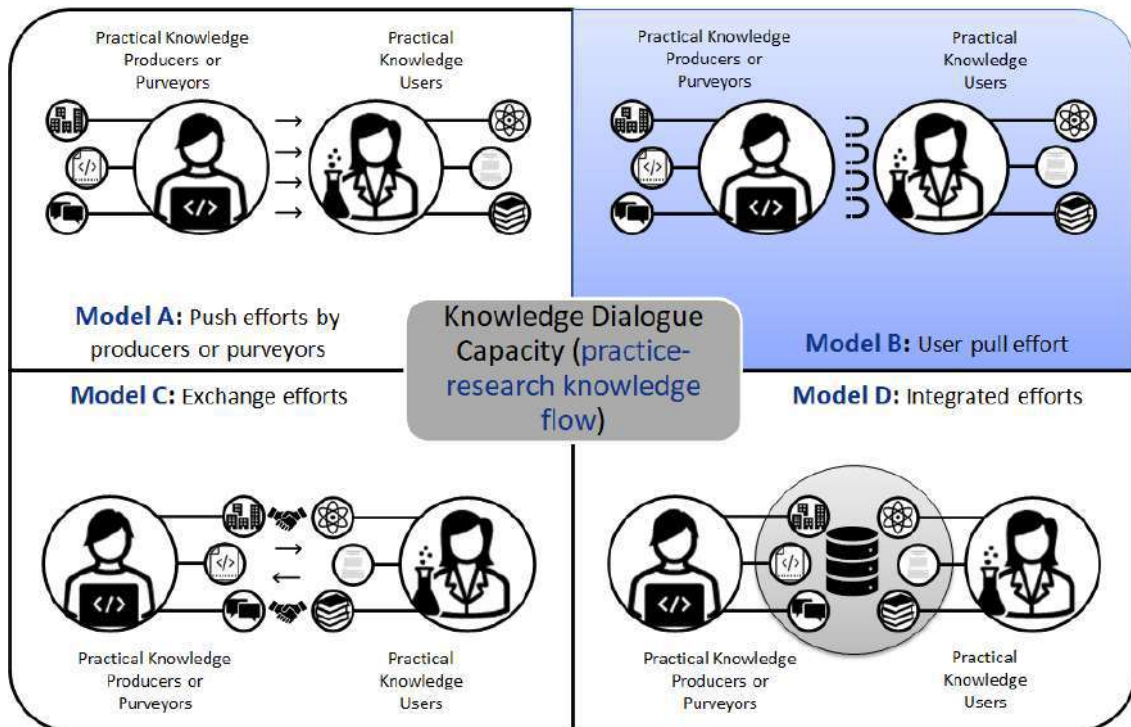 Practical Knowledge
Producers or
Purveyors
Practical
Knowledge
Users
</>
</>
Model A: Push efforts by
producers or purveyors
Practical Knowledge
Producers or
Purveyors
Practical
Knowledge
Users
</>
</>
Model B: User pull effort
Knowledge Dialogue
Capacity (practice-
research knowledge
flow)
Model C: Exchange efforts
</>
</>
Practical Knowledge
Producers or
Purveyors
Practical
Knowledge
Users
Model D: Integrated efforts
</>
</>
Practical Knowledge
Producers or
Purveyors
Practical
Knowledge
Users